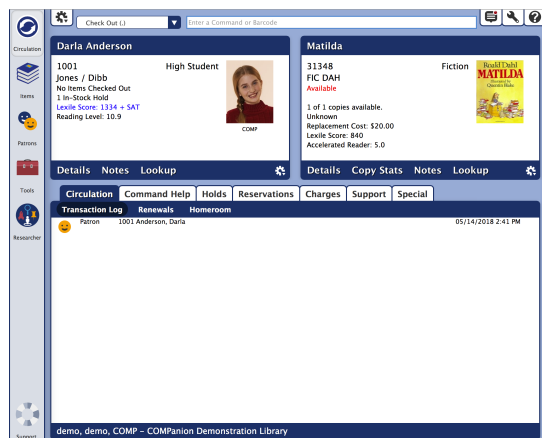 Check Out (.)
Enter a Command or Barcode
Circulation
Items
Patrons
Tools
Researcher
Support
Darla Anderson
1001
High Student
Jones / Dibb
No Items Checked Out
1 In-Stock Hold
Lexile Score: 1334 + SAT
Reading Level: 10.9
COMP
Details Notes Lookup
Matilda
31348
Fiction
FIC DAH
Available
1 of 1 copies available.
Unknown
Replacement Cost: $20.00
Lexile Score: 840
Accelerated Reader: 5.0
Roald Dahl
MATILDA
Quentin Blake
Details Copy Stats Notes Lookup
Circulation Command Help Holds Reservations Charges Support Special
Transaction Log Renewals Homeroom
Patron 1001 Anderson, Darla 05/14/2018 2:41 PM
demo, demo, COMP – COMPanion Demonstration Library